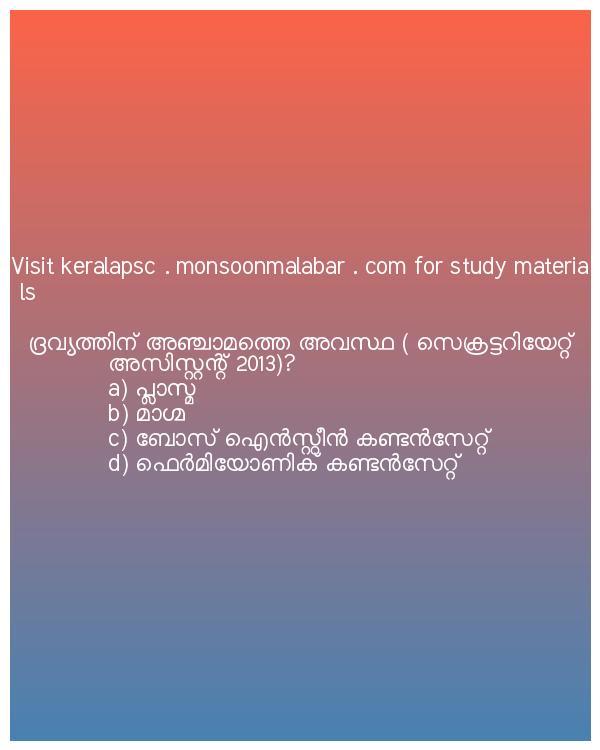 Visit keralapsc . monsoonmalabar . com for study materia
ls
ദ്രവ്യത്തിന് അഞ്ചാമത്തെ അവസ്ഥ ( സെക്രട്ടറിയേറ്റ്
അസിസ്റ്റന്റ് 2013)?
a) പ്ലാസ്മ
b) മാഗ്മ
c) ബോസ് ഐൻസ്റ്റീൻ കണ്ടൻസേറ്റ്
d) ഫെർമിയോണിക് കണ്ടൻസേറ്റ്